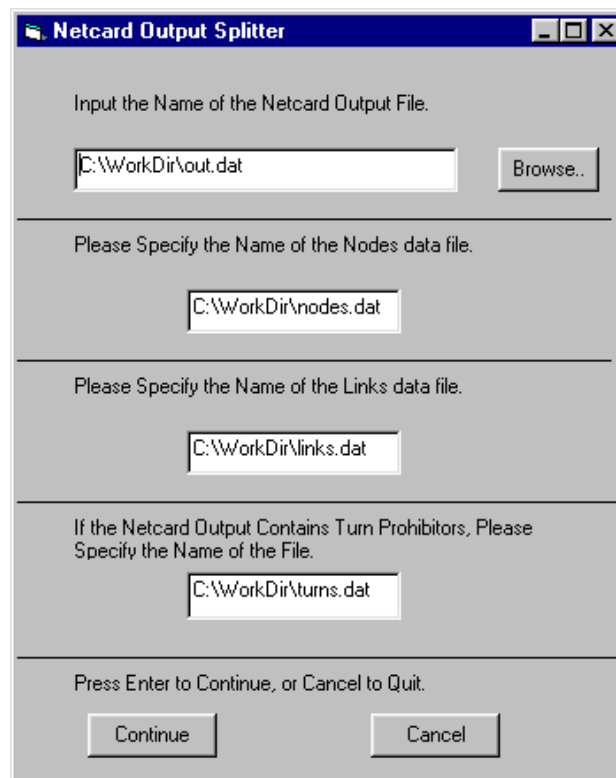 Netcard Output Splitter
Input the Name of the Netcard Output File.
C:\WorkDir\out.dat
Browse..
Please Specify the Name of the Nodes data file.
C:\WorkDir\nodes.dat
Please Specify the Name of the Links data file.
C:\WorkDir\links.dat
If the Netcard Output Contains Turn Prohibitors, Please
Specify the Name of the File.
C:\WorkDir\turns.dat
Press Enter to Continue, or Cancel to Quit.
Continue
Cancel